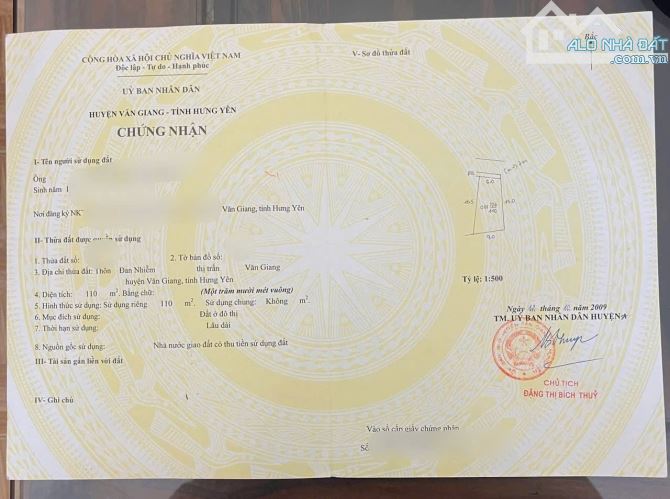 CỘNG HÒA XÃ HỘI CHỦ NGHĨA VIỆT NAM
Độc lập - Tự do - Hạnh phúc
UỶ BAN NHÂN DÂN
HUYỆN VĂN GIANG - TỈNH HƯNG YÊN
CHỨNG NHẬN
I- Tên người sử dụng đất
Ông
Sinh năm 1
Nơi đăng ký NK
Văn Giang, tỉnh Hưng Yên
II- Thửa đất được quyền sử dụng
1. Thửa đất số:
2. Tờ bản đồ số:
3. Địa chỉ thửa đất: Thôn Đan Nhiễm thị trấn Văn Giang
huyện Văn Giang, tỉnh Hưng Yên
4. Diện tích: 110 m². Bằng chữ: (Một trăm mười mét vuông)
5. Hình thức sử dụng: Sử dụng riêng: 110 m². Sử dụng chung: Không m².
6. Mục đích sử dụng: Đất ở đô thị
7. Thời hạn sử dụng: Lâu dài
8. Nguồn gốc sử dụng: Nhà nước giao đất có thu tiền sử dụng đất
III- Tài sản gắn liền với đất
IV- Ghi chú
Vào sổ cấp giấy chứng nhận
Số
V- Sơ đồ thửa đất
Bắc
ALO NHÀ ĐẤT
.com.vn
Tỷ lệ: 1:500
Ngày tháng 2009
TM. UỶ BAN NHÂN DÂN HUYỆN
CHỦ TỊCH
ĐẶNG THỊ BÍCH THUỶ